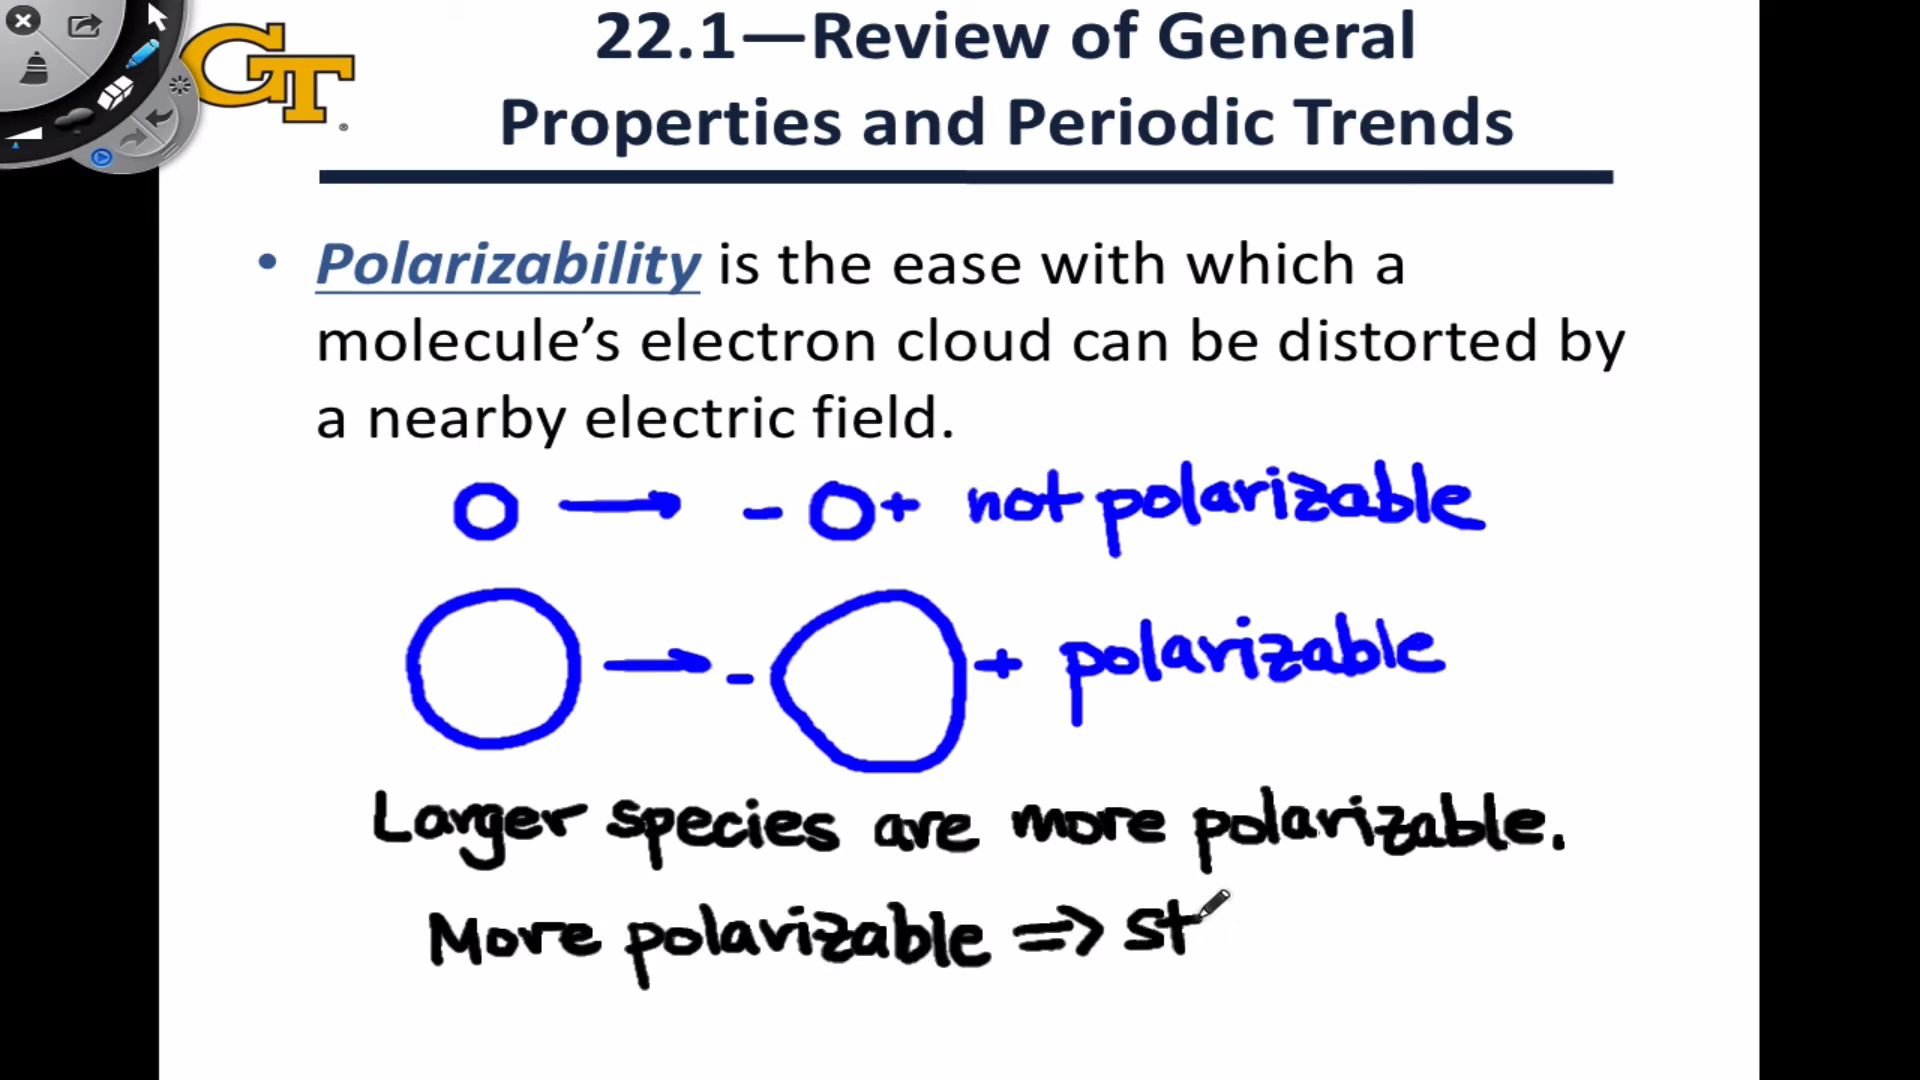 GT
®
22.1—Review of General
Properties and Periodic Trends
• Polarizability is the ease with which a
molecule’s electron cloud can be distorted by
a nearby electric field.
- + not polarizable
- + polarizable
Larger species are more polarizable.
More polarizable => st